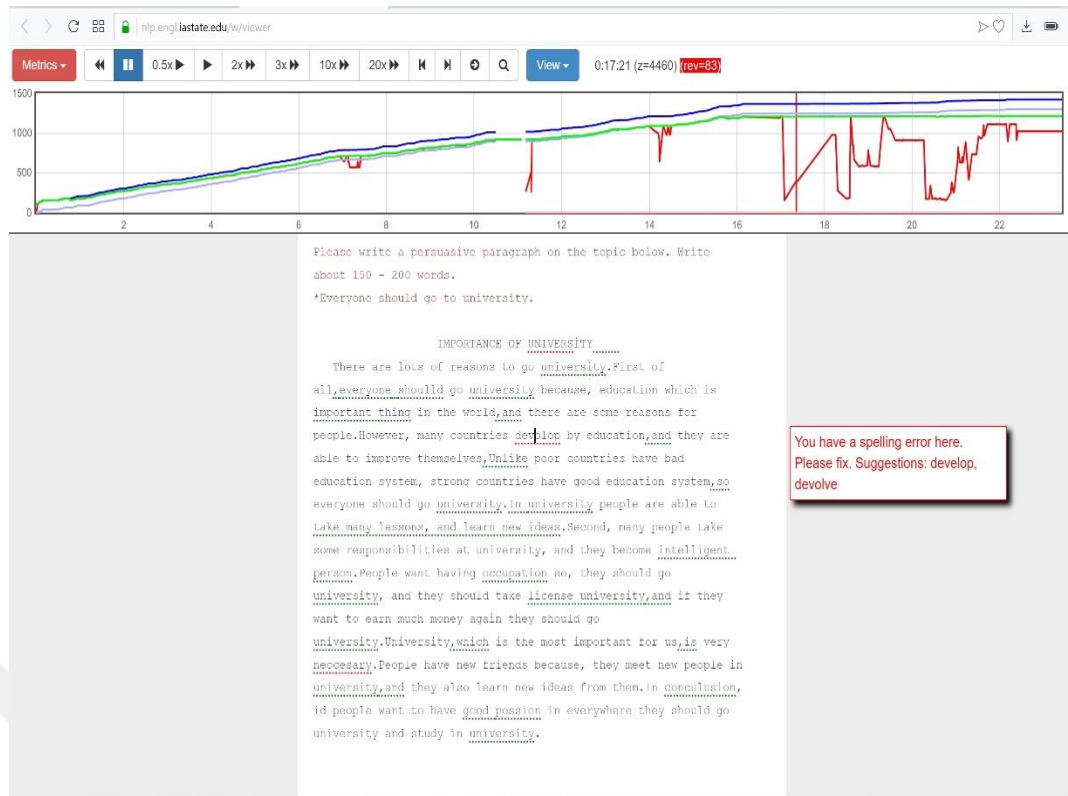 nlp.engl.iastate.edu/w/viewer
Metrics 0.5x 2x 3x 10x 20x View 0:17:21 (z=4460) (rev=83)
1500
1000
500
0
2 4 6 8 10 12 14 16 18 20 22
Please write a persuasive paragraph on the topic below. Write
about 150 - 200 words.
*Everyone should go to university.
IMPORTANCE OF UNIVERSİTY
There are lots of reasons to go university.First of
all,everyone shoulld go university because, education which is
important thing in the world,and there are some reasons for
people.However, many countries devolop by education,and they are
able to improve themselves,Unlike poor countries have bad
education system, strong countries have good education system,so
everyone should go university.In university people are able to
take many lessons, and learn new ideas.Second, many people take
some responsibilities at university, and they become intelligent
person.People want having occupation so, they should go
university, and they should take license university,and if they
want to earn much money again they should go
university.University,which is the most important for us,is very
neccesary.People have new friends because, they meet new people in
university,and they also learn new ideas from them.In conculusion,
id people want to have good possion in everywhere they should go
university and study in university.
You have a spelling error here.
Please fix. Suggestions: develop,
devolve